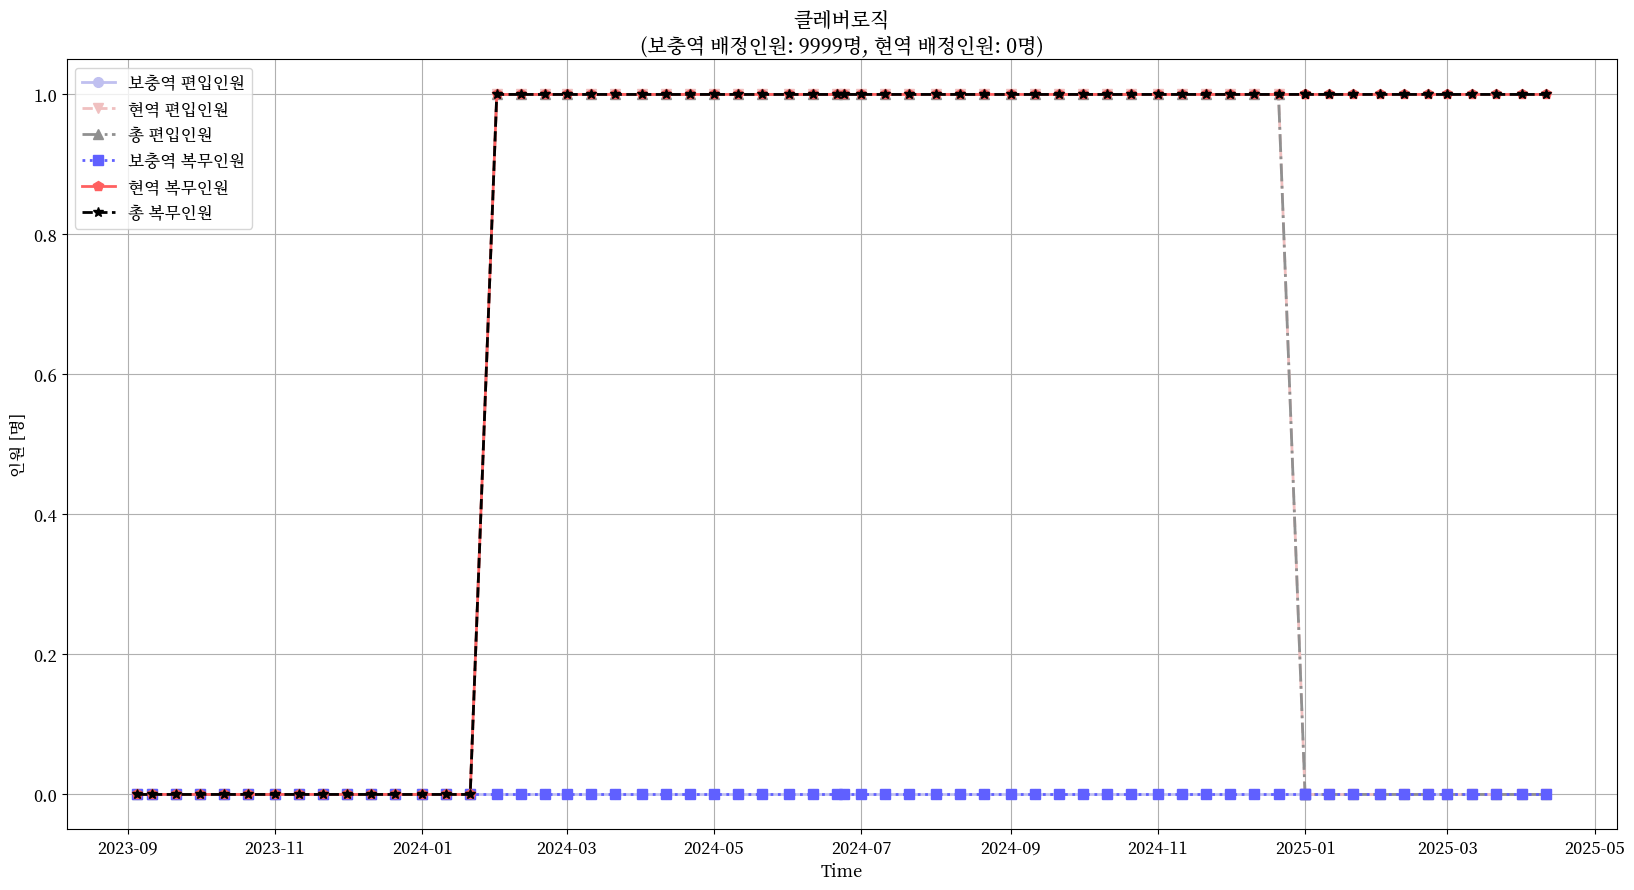 클레버로직
(보충역 배정인원: 9999명, 현역 배정인원: 0명)
보충역 편입인원
현역 편입인원
총 편입인원
보충역 복무인원
현역 복무인원
총 복무인원
인원 [명]
1.0
0.8
0.6
0.4
0.2
0.0
2023-09
2023-11
2024-01
2024-03
2024-05
2024-07
2024-09
2024-11
2025-01
2025-03
2025-05
Time